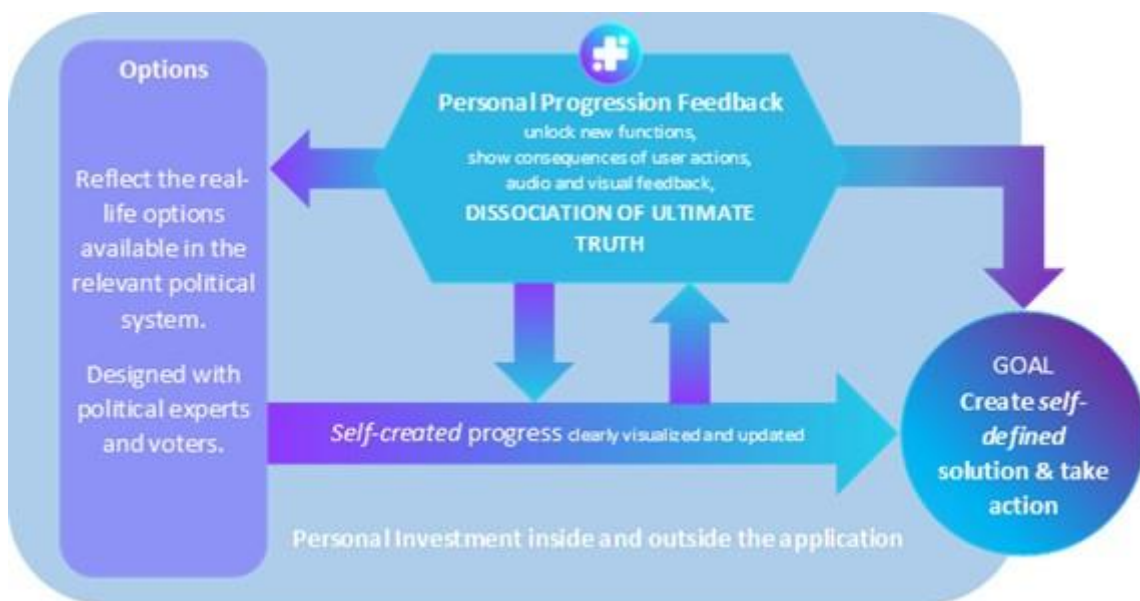 Options
Reflect the real-
life options
available in the
relevant political
system.
Designed with
political experts
and voters.
Personal Progression Feedback
unlock new functions,
show consequences of user actions,
audio and visual feedback,
DISSOCIATION OF ULTIMATE
TRUTH
Self-created progress clearly visualized and updated
GOAL
Create self-
defined
solution & take
action
Personal Investment inside and outside the application